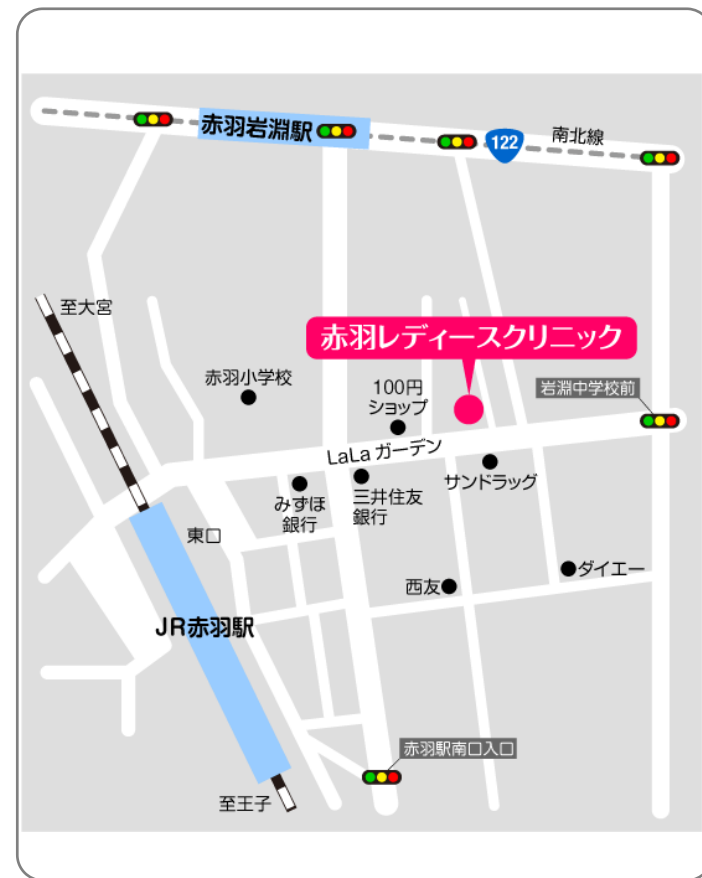 赤羽岩淵駅
122
南北線
至大宮
赤羽レディースクリニック
赤羽小学校
100円
ショップ
岩淵中学校前
LaLa ガーデン
サンドラッグ
みずほ
銀行
三井住友
銀行
東口
西友
ダイエー
JR赤羽駅
赤羽駅南口入口
至王子